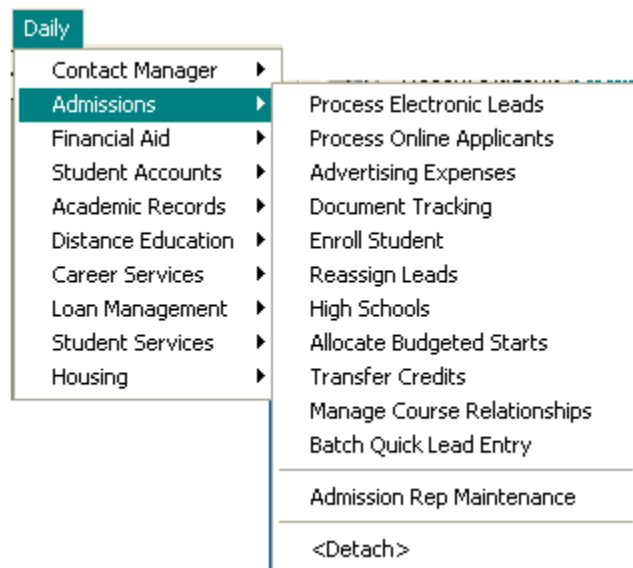 Daily
Contact Manager
Admissions
Financial Aid
Student Accounts
Academic Records
Distance Education
Career Services
Loan Management
Student Services
Housing
Process Electronic Leads
Process Online Applicants
Advertising Expenses
Document Tracking
Enroll Student
Reassign Leads
High Schools
Allocate Budgeted Starts
Transfer Credits
Manage Course Relationships
Batch Quick Lead Entry
Admission Rep Maintenance
<Detach>